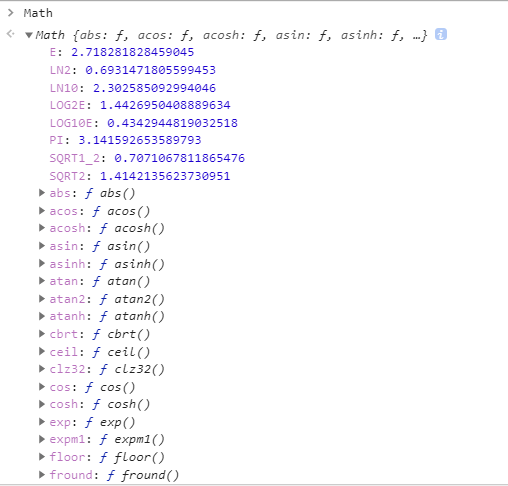 Math
Math {abs: ƒ, acos: ƒ, acosh: ƒ, asin: ƒ, asinh: ƒ, …} i
E: 2.718281828459045
LN2: 0.6931471805599453
LN10: 2.302585092994046
LOG2E: 1.4426950408889634
LOG10E: 0.4342944819032518
PI: 3.141592653589793
SQRT1_2: 0.7071067811865476
SQRT2: 1.4142135623730951
abs: ƒ abs()
acos: ƒ acos()
acosh: ƒ acosh()
asin: ƒ asin()
asinh: ƒ asinh()
atan: ƒ atan()
atan2: ƒ atan2()
atanh: ƒ atanh()
cbrt: ƒ cbrt()
ceil: ƒ ceil()
clz32: ƒ clz32()
cos: ƒ cos()
cosh: ƒ cosh()
exp: ƒ exp()
expm1: ƒ expm1()
floor: ƒ floor()
fround: ƒ fround()